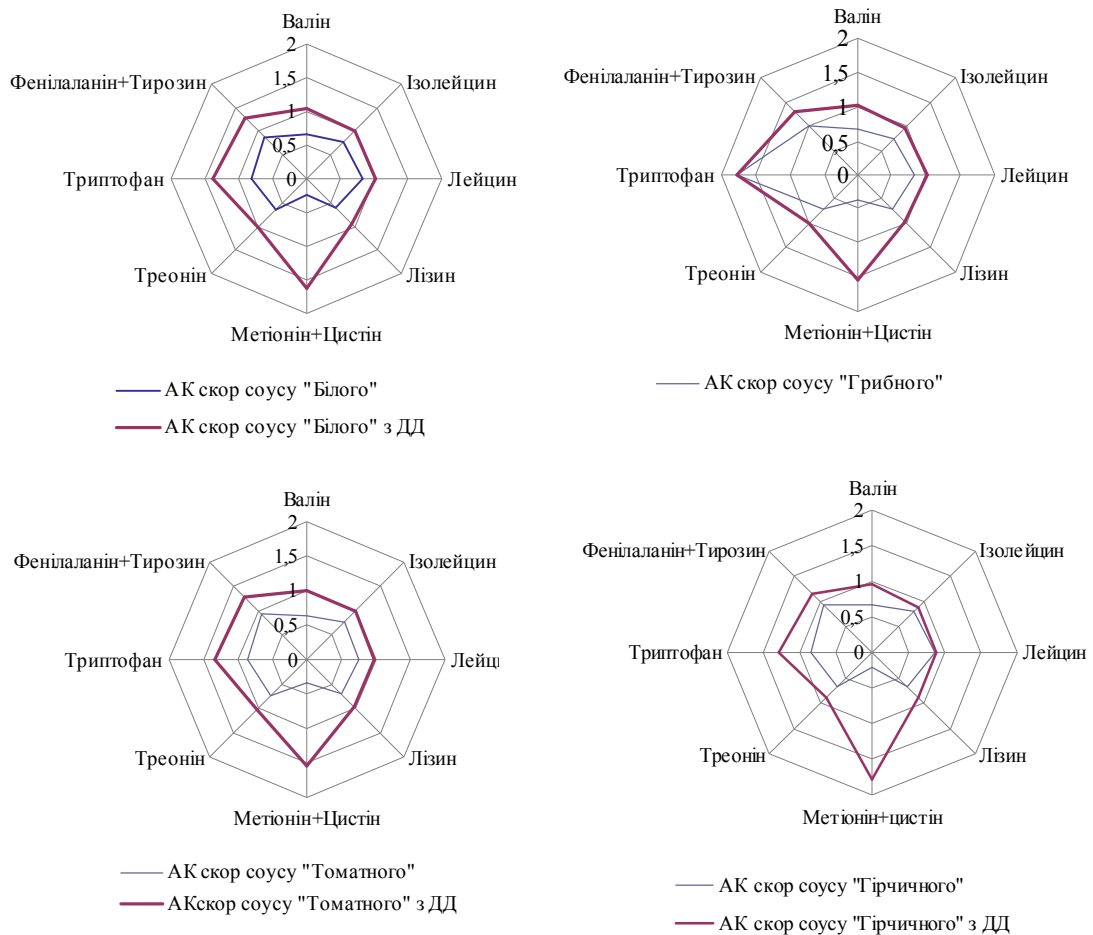 Валін
2
Фенілаланін+Тирозин
1,5
Ізолейцин
1
0,5
Триптофан
0
Лейцин
Треонін
Лізин
Метіонін+Цистін
АК скор соусу "Білого"
АК скор соусу "Білого" з ДД
Валін
2
Фенілаланін+Тирозин
1,5
Ізолейцин
1
0,5
Триптофан
0
Лейцин
Треонін
Лізин
Метіонін+Цистін
АК скор соусу "Грибного"
Валін
2
Фенілаланін+Тирозин
1,5
Ізолейцин
1
0,5
Триптофан
0
Лейц
Треонін
Лізин
Метіонін+Цистін
АК скор соусу "Томатного"
АКскор соусу "Томатного" з ДД
Валін
2
Фенілаланін+Тирозин
1,5
Ізолейцин
1
0,5
Триптофан
0
Лейцин
Треонін
Лізин
Метіонін+цистін
АК скор соусу "Гірчичного"
АК скор соусу "Гірчичного" з ДД